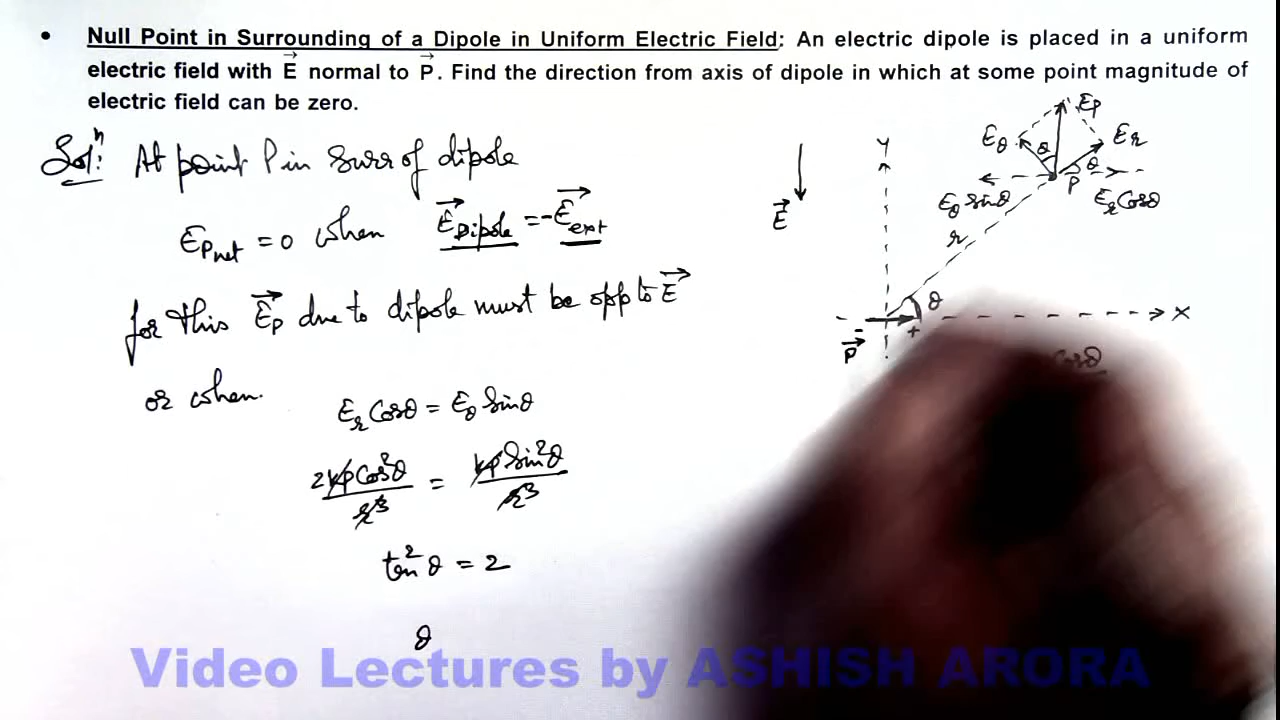 • Null Point in Surrounding of a Dipole in Uniform Electric Field: An electric dipole is placed in a uniform
electric field with E⃗ normal to P⃗. Find the direction from axis of dipole in which at some point magnitude of
electric field can be zero.
Solⁿ: At point P in surr of dipole
E_Pnet = 0 when E⃗_Dipole = -E⃗_ext
for this E⃗_P due to dipole must be opp to E⃗
or when.
E_r Cosθ = E_θ Sinθ
2KP Cos²θ / r³ = KP Sin²θ / r³
tan²θ = 2
θ
E⃗
Y
E_P
E_θ
θ
E_r
θ
P
E_θ Sinθ
E_r Cosθ
r
θ
X
-
+
P⃗
Cosθ
Video Lectures by ASHISH ARORA